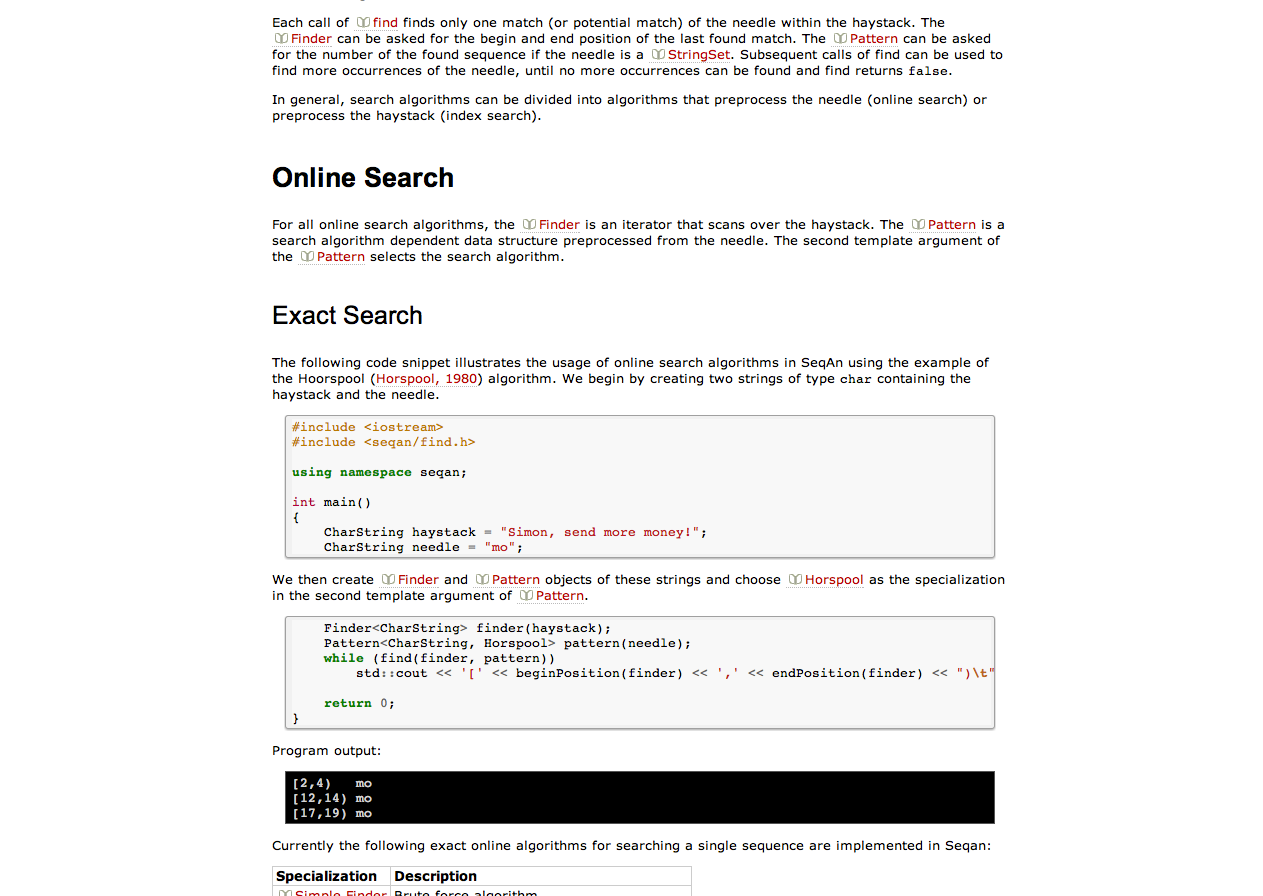 Each call of find finds only one match (or potential match) of the needle within the haystack. The
Finder can be asked for the begin and end position of the last found match. The Pattern can be asked
for the number of the found sequence if the needle is a StringSet. Subsequent calls of find can be used to
find more occurrences of the needle, until no more occurrences can be found and find returns false.
In general, search algorithms can be divided into algorithms that preprocess the needle (online search) or
preprocess the haystack (index search).
Online Search
For all online search algorithms, the Finder is an iterator that scans over the haystack. The Pattern is a
search algorithm dependent data structure preprocessed from the needle. The second template argument of
the Pattern selects the search algorithm.
Exact Search
The following code snippet illustrates the usage of online search algorithms in SeqAn using the example of
the Hoorspool (Horspool, 1980) algorithm. We begin by creating two strings of type char containing the
haystack and the needle.
#include <iostream>
#include <seqan/find.h>
using namespace seqan;
int main()
{
    CharString haystack = "Simon, send more money!";
    CharString needle = "mo";
We then create Finder and Pattern objects of these strings and choose Horspool as the specialization
in the second template argument of Pattern.
    Finder<CharString> finder(haystack);
    Pattern<CharString, Horspool> pattern(needle);
    while (find(finder, pattern))
        std::cout << '[' << beginPosition(finder) << ',' << endPosition(finder) << ")\t"
    return 0;
}
Program output:
[2,4)   mo
[12,14) mo
[17,19) mo
Currently the following exact online algorithms for searching a single sequence are implemented in Seqan:
Specialization Description
Simple Finder Brute force algorithm